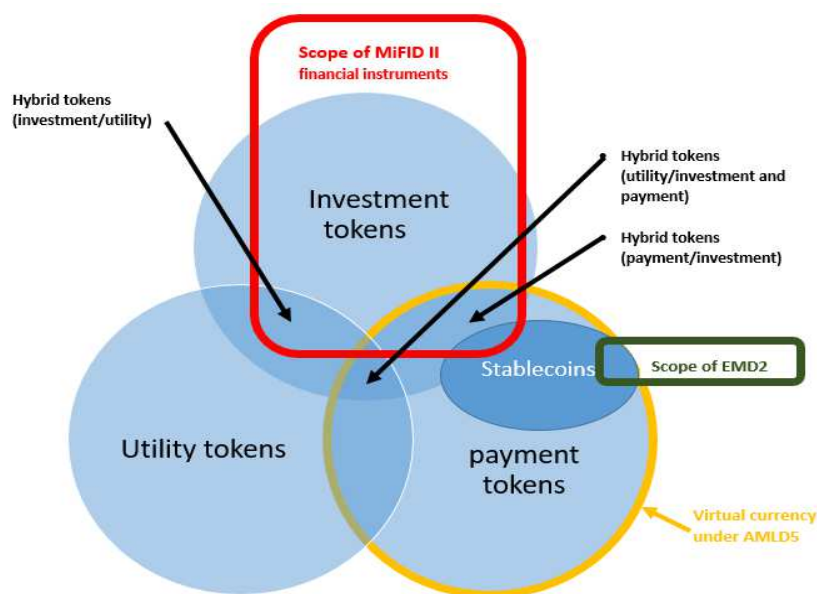 Scope of MiFID II
financial instruments
Hybrid tokens
(investment/utility)
Hybrid tokens
(utility/investment and
payment)
Investment
tokens
Hybrid tokens
(payment/investment)
Stablecoins
Scope of EMD2
Utility tokens
payment
tokens
Virtual currency
under AMLD5